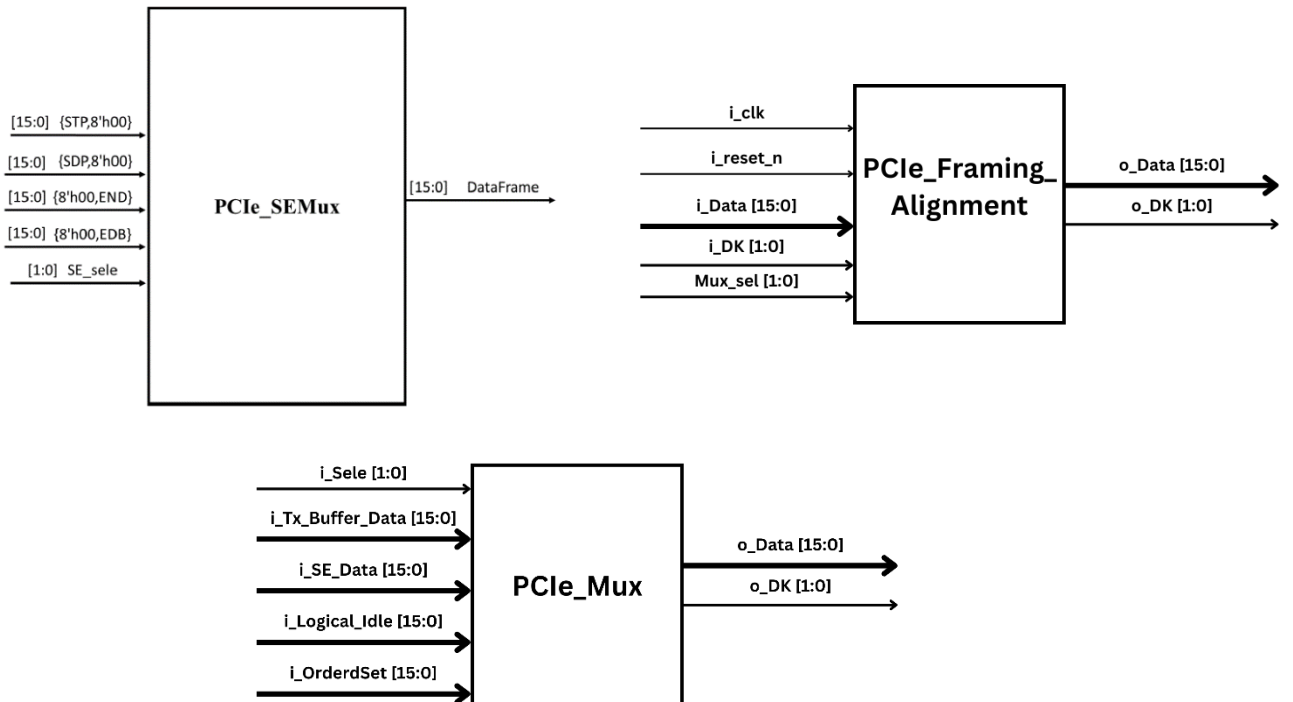 [15:0] {STP,8'h00}
[15:0] {SDP,8'h00}
[15:0] {8'h00,END}
[15:0] {8'h00,EDB}
[1:0] SE_sele
PCIe_SEMux
[15:0] DataFrame
i_clk
i_reset_n
i_Data [15:0]
i_DK [1:0]
Mux_sel [1:0]
PCIe_Framing_
Alignment
o_Data [15:0]
o_DK [1:0]
i_Sele [1:0]
i_Tx_Buffer_Data [15:0]
i_SE_Data [15:0]
i_Logical_Idle [15:0]
i_OrderdSet [15:0]
PCIe_Mux
o_Data [15:0]
o_DK [1:0]